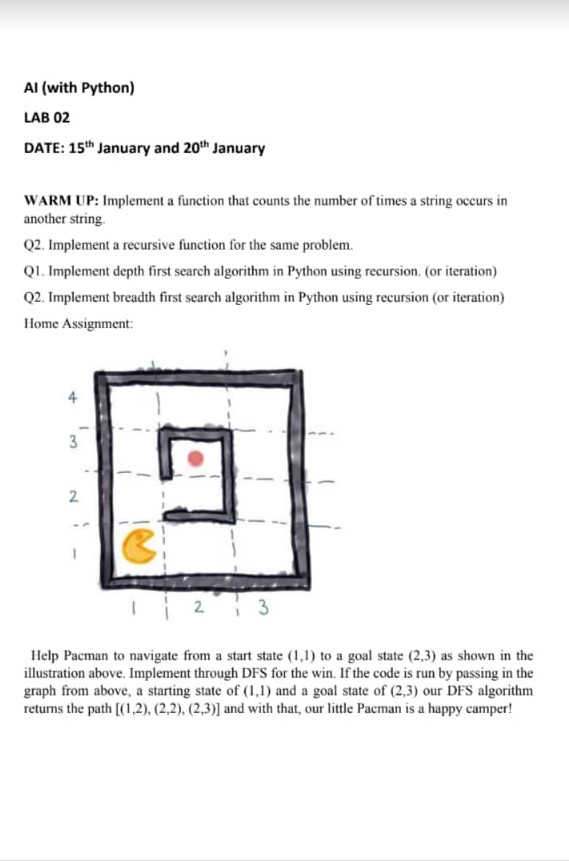 AI (with Python)
LAB 02
DATE: 15th January and 20th January
WARM UP: Implement a function that counts the number of times a string occurs in
another string.
Q2. Implement a recursive function for the same problem.
Q1. Implement depth first search algorithm in Python using recursion. (or iteration)
Q2. Implement breadth first search algorithm in Python using recursion (or iteration)
Home Assignment:
4
3
2
1
1 2 3
Help Pacman to navigate from a start state (1,1) to a goal state (2,3) as shown in the
illustration above. Implement through DFS for the win. If the code is run by passing in the
graph from above, a starting state of (1,1) and a goal state of (2,3) our DFS algorithm
returns the path [(1,2), (2,2), (2,3)] and with that, our little Pacman is a happy camper!